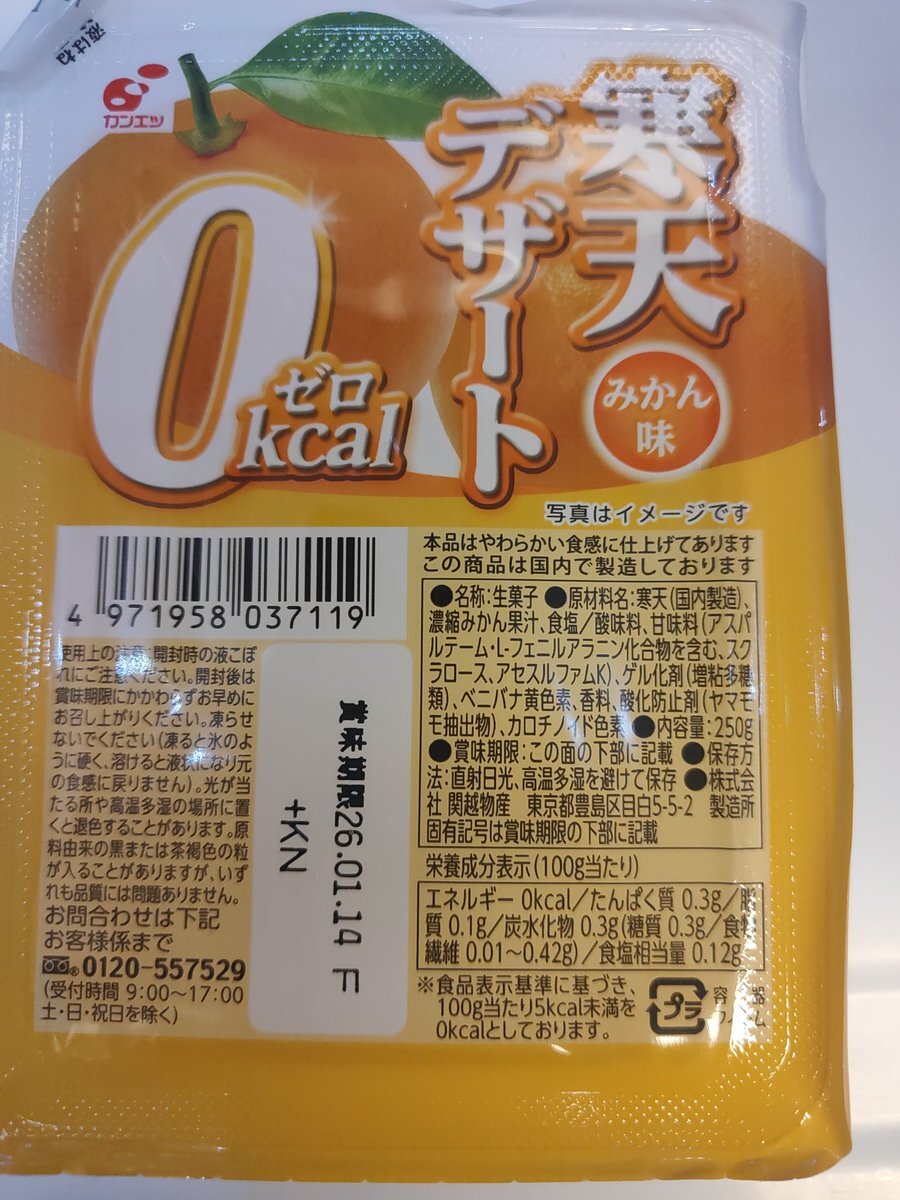 液はね
カンエツ
寒天
デザート
みかん
味
0
ゼロ
kcal
写真はイメージです
本品はやわらかい食感に仕上げてあります
この商品は国内で製造しております
4 971958 037119
●名称:生菓子 ●原材料名:寒天(国内製造)、
濃縮みかん果汁、食塩/酸味料、甘味料(アスパ
ルテーム・L-フェニルアラニン化合物を含む、スク
ラロース、アセスルファムK)、ゲル化剤(増粘多糖
類)、ベニバナ黄色素、香料、酸化防止剤(ヤマモ
モ抽出物)、カロチノイド色素 ●内容量:250g
●賞味期限:この面の下部に記載 ●保存方
法:直射日光、高温多湿を避けて保存 ●株式会
社 関越物産 東京都豊島区目白5-5-2 製造所
固有記号は賞味期限の下部に記載
栄養成分表示(100g当たり)
エネルギー 0kcal/たんぱく質 0.3g/脂
質 0.1g/炭水化物 0.3g(糖質 0.3g/食物
繊維 0.01~0.42g)/食塩相当量 0.12g
※食品表示基準に基づき、
100g当たり5kcal未満を
0kcalとしております。
プラ
使用上の注意:開封時の液こぼ
れにご注意ください。開封後は
賞味期限にかかわらずお早めに
お召し上がりください。凍らせ
ないでください(凍ると氷のよ
うに硬く、溶けると液状になり元
の食感に戻りません)。光が当
たる所や高温多湿の場所に置
くと退色することがあります。原
料由来の黒または茶褐色の粒
が入ることがありますが、いず
れも品質には問題ありません。
お問合わせは下記
お客様係まで
0120-557529
(受付時間 9:00~17:00
土・日・祝日を除く)
賞味期限26.01.14 F
+KN